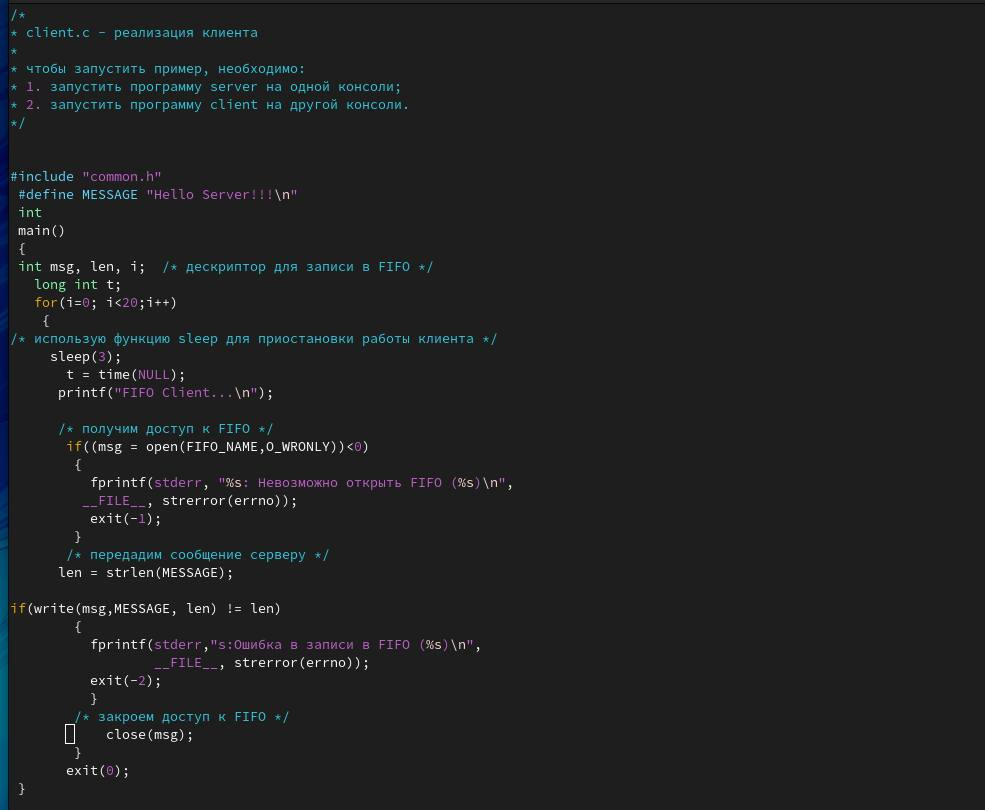 /*
* client.c - реализация клиента
*
* чтобы запустить пример, необходимо:
* 1. запустить программу server на одной консоли;
* 2. запустить программу client на другой консоли.
*/
#include "common.h"
#define MESSAGE "Hello Server!!!\n"
int
main()
{
int msg, len, i;  /* дескриптор для записи в FIFO */
long int t;
for(i=0; i<20;i++)
{
/* использую функцию sleep для приостановки работы клиента */
sleep(3);
t = time(NULL);
printf("FIFO Client...\n");
/* получим доступ к FIFO */
if((msg = open(FIFO_NAME,O_WRONLY))<0)
{
fprintf(stderr, "%s: Невозможно открыть FIFO (%s)\n",
__FILE__, strerror(errno));
exit(-1);
}
/* передадим сообщение серверу */
len = strlen(MESSAGE);
if(write(msg,MESSAGE, len) != len)
{
fprintf(stderr,"s:Ошибка в записи в FIFO (%s)\n",
__FILE__, strerror(errno));
exit(-2);
}
/* закроем доступ к FIFO */
close(msg);
}
exit(0);
}